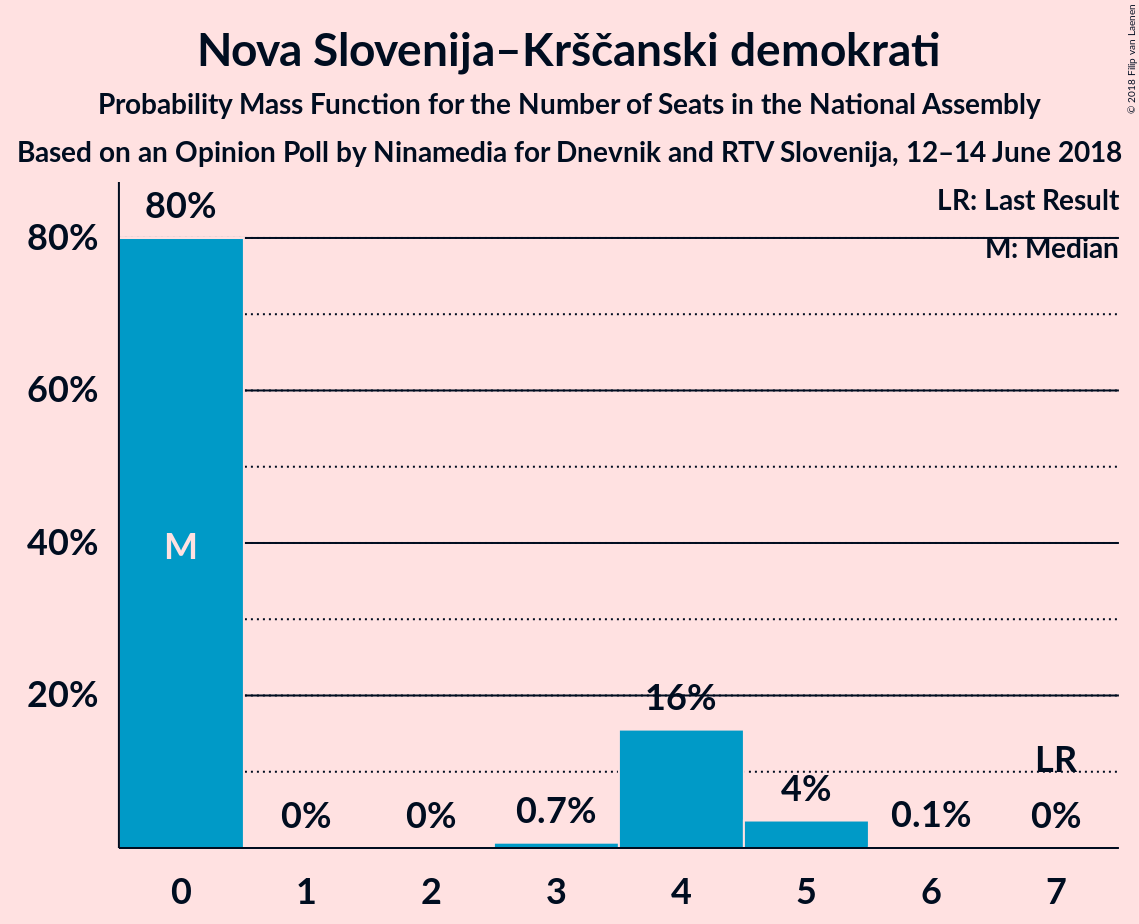 Nova Slovenija–Krščanski demokrati
Probability Mass Function for the Number of Seats in the National Assembly
Based on an Opinion Poll by Ninamedia for Dnevnik and RTV Slovenija, 12–14 June 2018
© 2018 Filip van Laenen
LR: Last Result
M: Median
80%
80%
60%
40%
20%
M
0%
0%
0.7%
16%
4%
0.1%
LR
0%
0 1 2 3 4 5 6 7